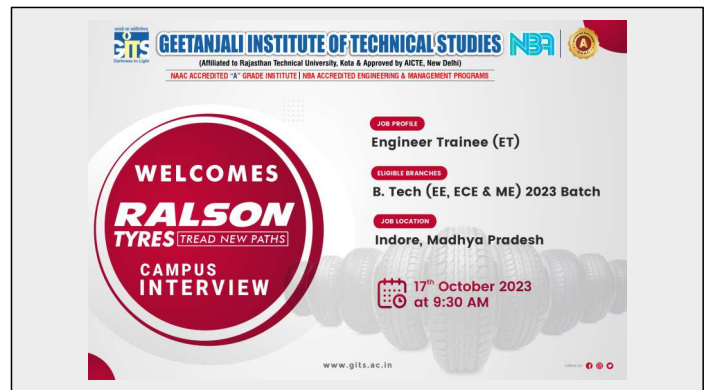 GITS
Darkness to Light
GEETANJALI INSTITUTE OF TECHNICAL STUDIES
NBA
A
(Affiliated to Rajasthan Technical University, Kota & Approved by AICTE, New Delhi)
NAAC ACCREDITED "A" GRADE INSTITUTE | NBA ACCREDITED ENGINEERING & MANAGEMENT PROGRAMS
WELCOMES
RALSON
TYRES TREAD NEW PATHS
CAMPUS
INTERVIEW
JOB PROFILE
Engineer Trainee (ET)
ELIGIBLE BRANCHES
B. Tech (EE, ECE & ME) 2023 Batch
JOB LOCATION
Indore, Madhya Pradesh
17th October 2023
at 9:30 AM
www.gits.ac.in